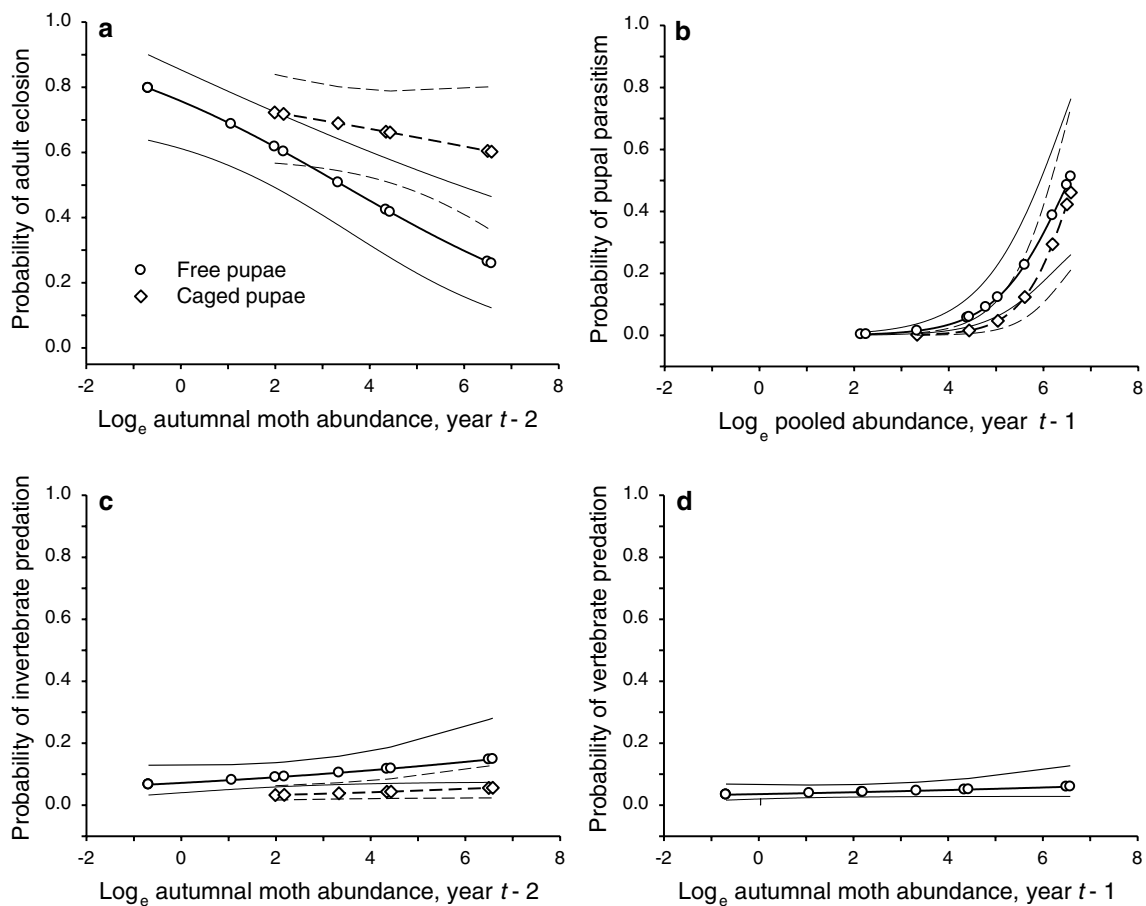 a
1.0
0.8
0.6
0.4
0.2
0.0
Probability of adult eclosion
Free pupae
Caged pupae
-2 0 2 4 6 8
Log_e autumnal moth abundance, year t - 2
b
1.0
0.8
0.6
0.4
0.2
0.0
Probability of pupal parasitism
-2 0 2 4 6 8
Log_e pooled abundance, year t - 1
c
1.0
0.8
0.6
0.4
0.2
0.0
Probability of invertebrate predation
-2 0 2 4 6 8
Log_e autumnal moth abundance, year t - 2
d
1.0
0.8
0.6
0.4
0.2
0.0
Probability of vertebrate predation
-2 0 2 4 6 8
Log_e autumnal moth abundance, year t - 1